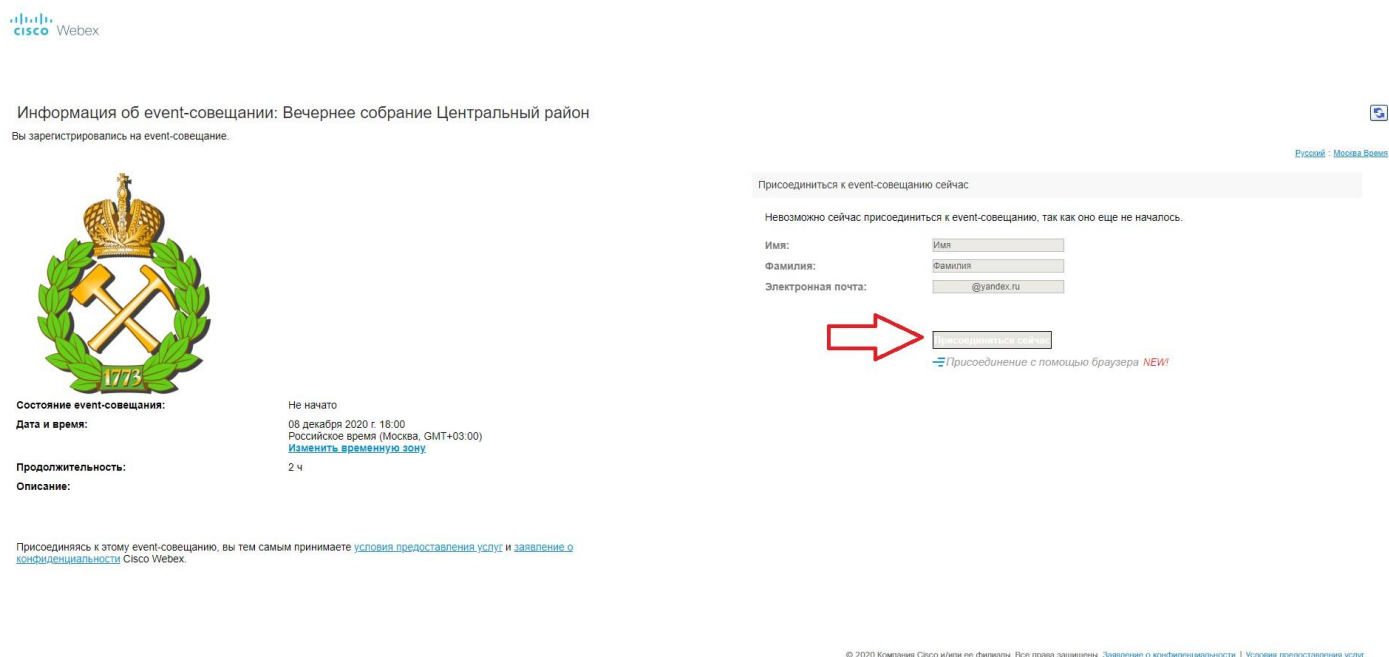 cisco Webex
Информация об event-совещании: Вечернее собрание Центральный район
Вы зарегистрировались на event-совещание.
Русский : Москва Время
1773
Состояние event-совещания: Не начато
Дата и время: 08 декабря 2020 г. 18:00
Российское время (Москва, GMT+03:00)
Изменить временную зону
Продолжительность: 2 ч
Описание:
Присоединяясь к этому event-совещанию, вы тем самым принимаете условия предоставления услуг и заявление о
конфиденциальности Cisco Webex.
Присоединиться к event-совещанию сейчас
Невозможно сейчас присоединиться к event-совещанию, так как оно еще не началось.
Имя: Имя
Фамилия: Фамилия
Электронная почта: @yandex.ru
Присоединиться сейчас
Присоединение с помощью браузера NEW!
© 2020 Компания Cisco и/или ее филиалы. Все права защищены. Заявление о конфиденциальности | Условия предоставления услуг